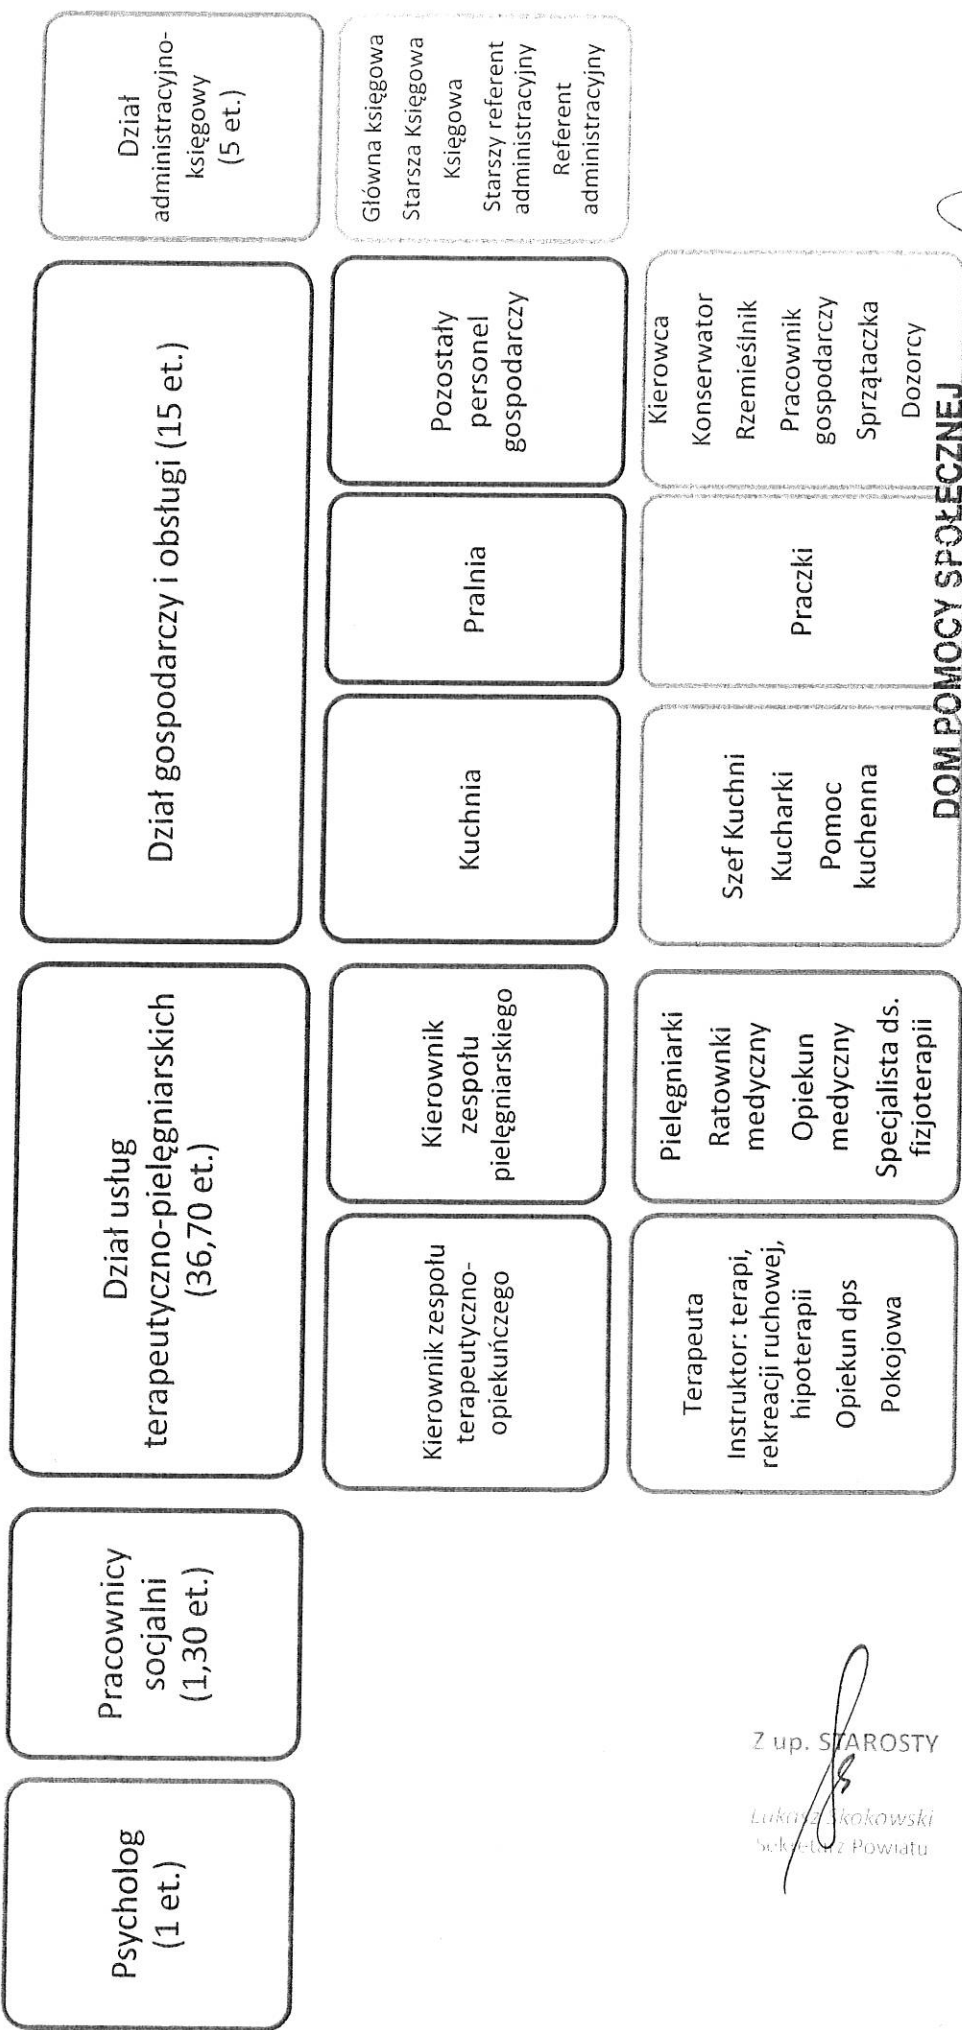 Psycholog
(1 et.)
Pracownicy
socjalni
(1,30 et.)
Dział usług
terapeutyczno-pielęgniarskich
(36,70 et.)
Dział gospodarczy i obsługi (15 et.)
Dział
administracyjno-
księgowy
(5 et.)
Kierownik zespołu
terapeutyczno-
opiekuńczego
Kierownik
zespołu
pielęgniarskiego
Kuchnia
Pralnia
Pozostały
personel
gospodarczy
Główna księgowa
Starsza Księgowa
Księgowa
Starszy referent
administracyjny
Referent
administracyjny
Terapeuta
Instruktor: terapi,
rekreacji ruchowej,
hipoterapii
Opiekun dps
Pokojowa
Pielęgniarki
Ratownki
medyczny
Opiekun
medyczny
Specjalista ds.
fizjoterapii
Szef Kuchni
Kucharki
Pomoc
kuchenna
Praczki
Kierowca
Konserwator
Rzemieślnik
Pracownik
gospodarczy
Sprzątaczka
Dozorcy
DOM POMOCY SPOŁECZNEJ
Z up. STAROSTY
Łukasz Skokowski
Sekretarz Powiatu